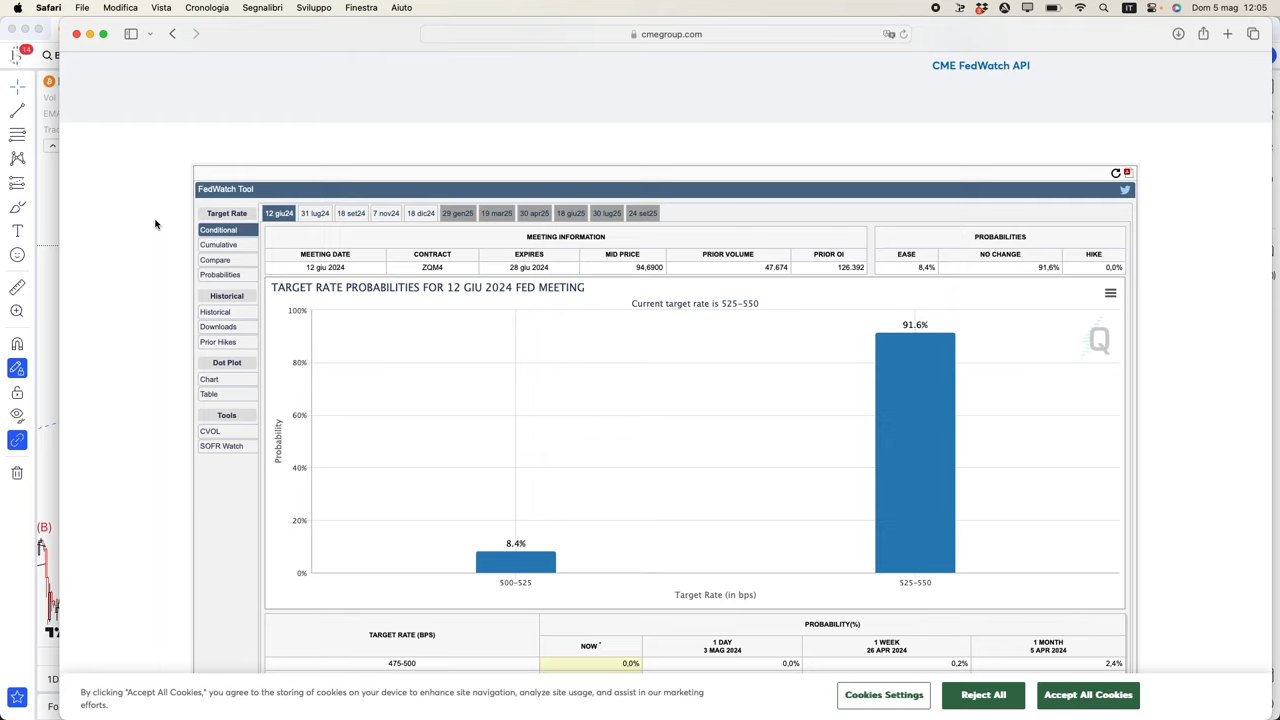 Safari File Modifica Vista Cronologia Segnalibri Sviluppo Finestra Aiuto IT Dom 5 mag 12:05
cmegroup.com
14
CME FedWatch API
Vol
EMA
FedWatch Tool
Target Rate 12 giu24 31 lug24 18 set24 7 nov24 18 dic24 29 gen25 19 mar25 30 apr25 18 giu25 30 lug25 24 set25
Conditional
Cumulative
Compare
Probabilities
Historical
Historical
Downloads
Prior Hikes
Dot Plot
Chart
Table
Tools
CVOL
SOFR Watch
MEETING INFORMATION
MEETING DATE CONTRACT EXPIRES MID PRICE PRIOR VOLUME PRIOR OI
12 giu 2024 ZQM4 28 giu 2024 94,6900 47.674 126.392
PROBABILITIES
EASE NO CHANGE HIKE
8,4% 91,6% 0,0%
TARGET RATE PROBABILITIES FOR 12 GIU 2024 FED MEETING
Current target rate is 525-550
100%
80%
60%
40%
20%
0%
Probability
91.6%
Q
8.4%
500-525 525-550
Target Rate (in bps)
TARGET RATE (BPS) PROBABILITY(%)
NOW * 1 DAY 1 WEEK 1 MONTH
3 MAG 2024 26 APR 2024 5 APR 2024
475-500 0,0% 0,0% 0,2% 2,4%
(B)
1D
By clicking “Accept All Cookies,” you agree to the storing of cookies on your device to enhance site navigation, analyze site usage, and assist in our marketing
efforts.
Cookies Settings Reject All Accept All Cookies